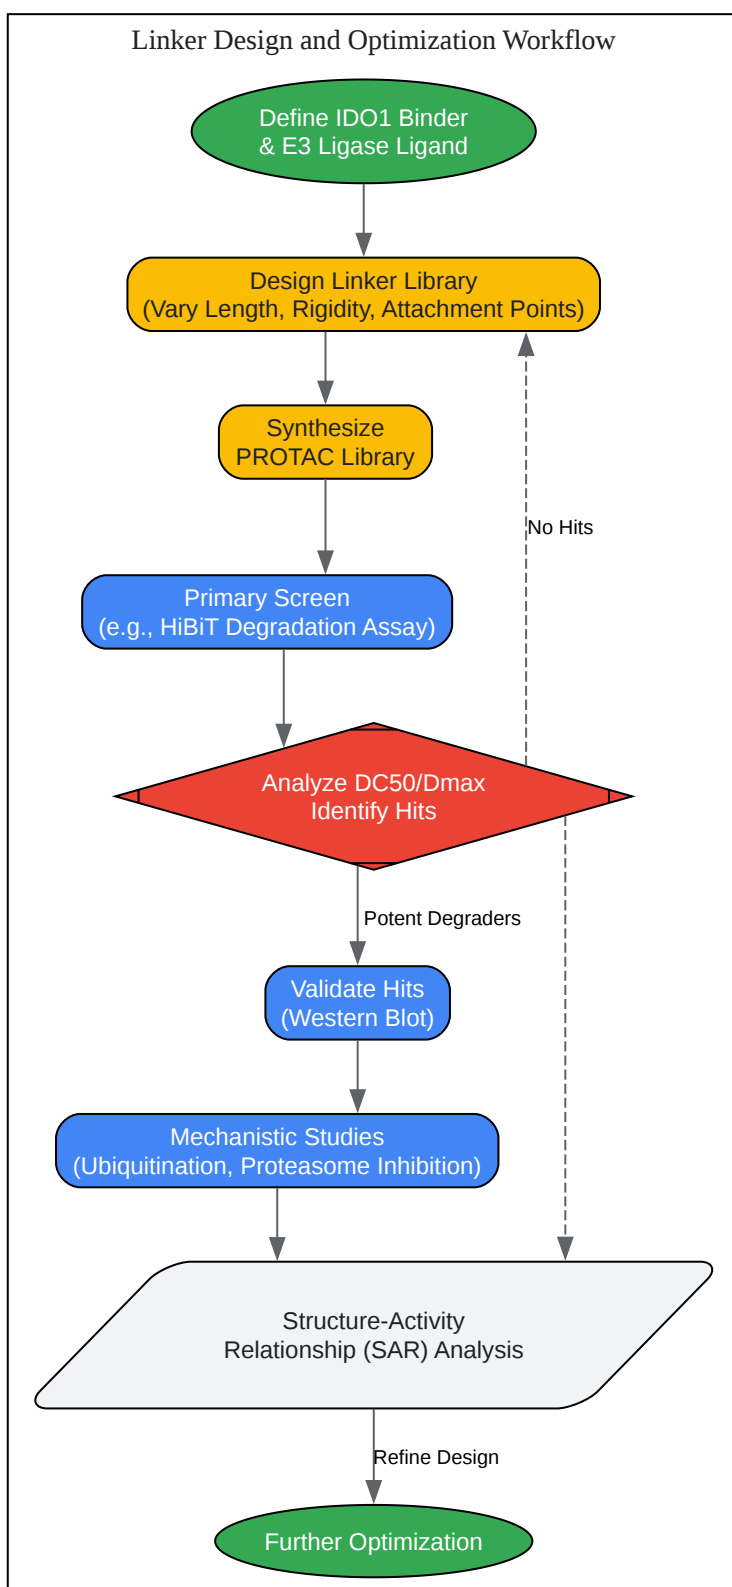 Linker Design and Optimization Workflow
Define IDO1 Binder
& E3 Ligase Ligand
Design Linker Library
(Vary Length, Rigidity, Attachment Points)
Synthesize
PROTAC Library
No Hits
Primary Screen
(e.g., HiBiT Degradation Assay)
Analyze DC50/Dmax
Identify Hits
Potent Degraders
Validate Hits
(Western Blot)
Mechanistic Studies
(Ubiquitination, Proteasome Inhibition)
Structure-Activity
Relationship (SAR) Analysis
Refine Design
Further Optimization